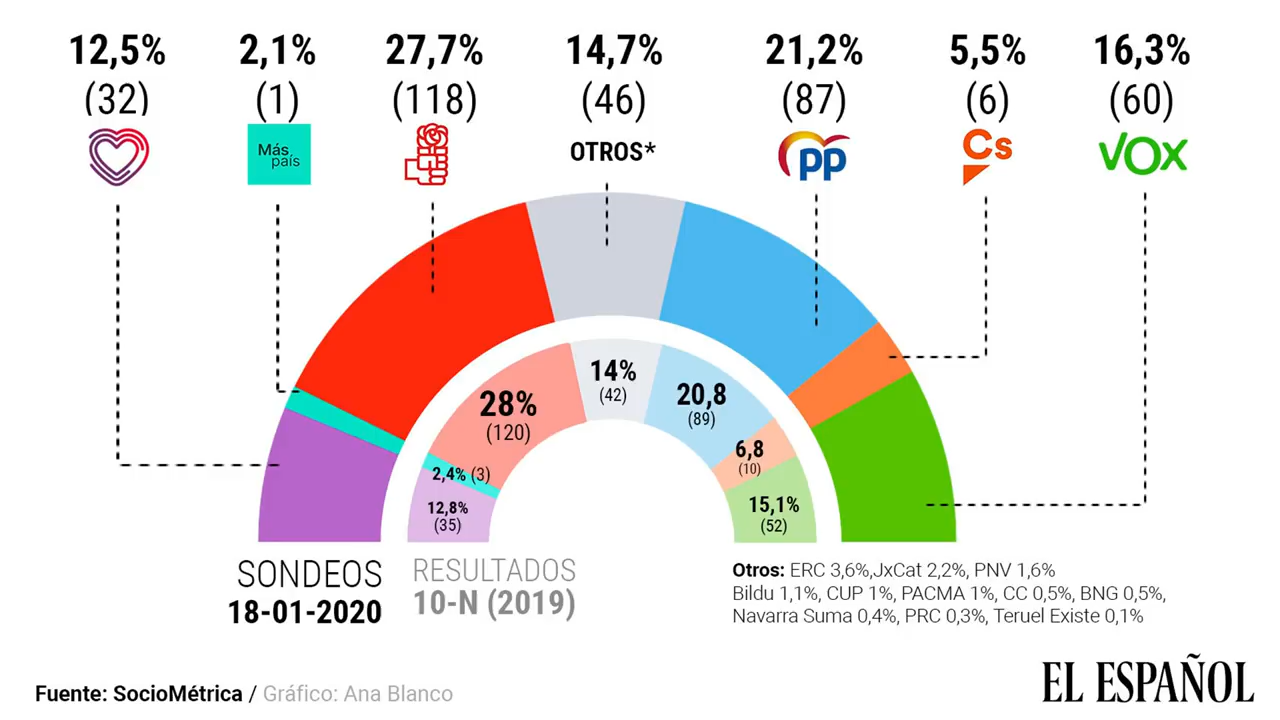 12,5% 2,1% 27,7% 14,7% 21,2% 5,5% 16,3%
(32) (1) (118) (46) (87) (6) (60)
Más país
OTROS*
pp
Cs
VOX
28%
(120)
14%
(42)
20,8
(89)
6,8
(10)
2,4% (3)
12,8%
(35)
15,1%
(52)
SONDEOS
18-01-2020
RESULTADOS
10-N (2019)
Otros: ERC 3,6%,JxCat 2,2%, PNV 1,6%
Bildu 1,1%, CUP 1%, PACMA 1%, CC 0,5%, BNG 0,5%,
Navarra Suma 0,4%, PRC 0,3%, Teruel Existe 0,1%
Fuente: SocioMétrica / Gráfico: Ana Blanco
EL ESPAÑOL